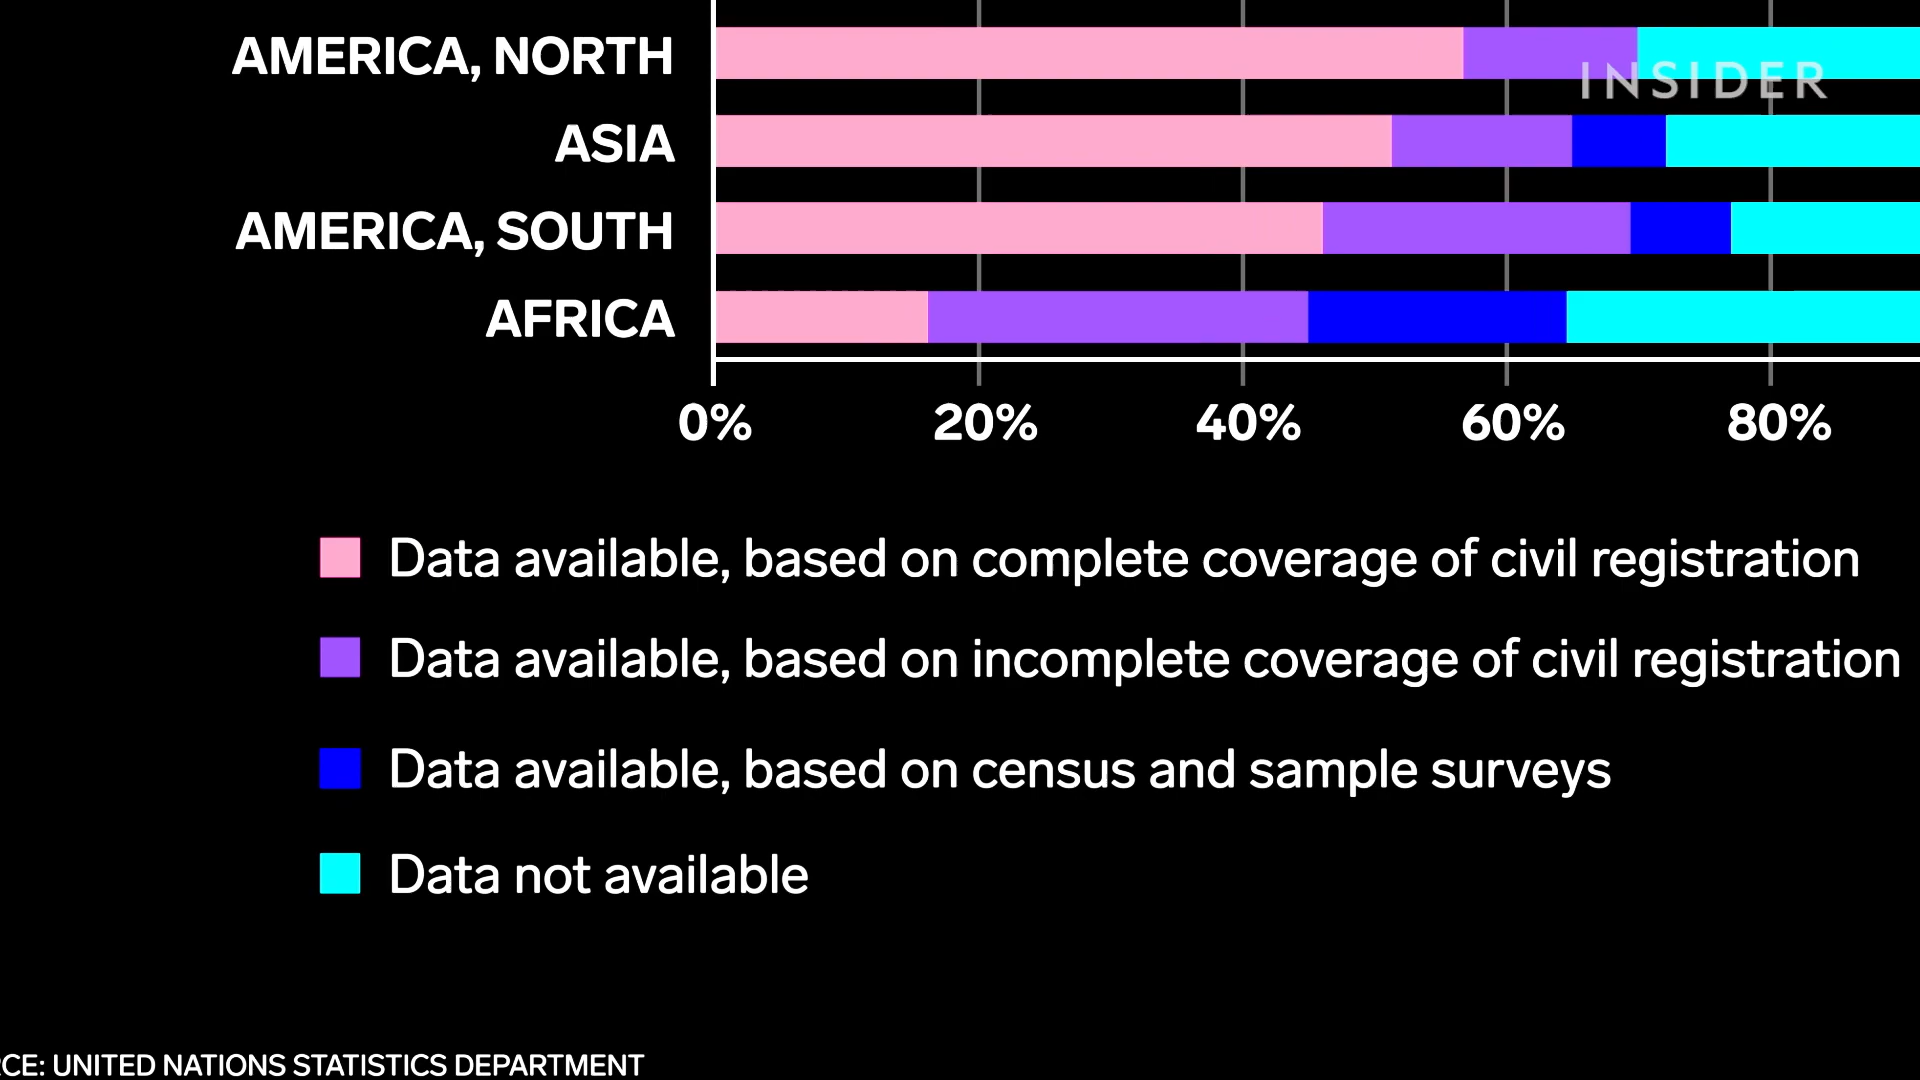 AMERICA, NORTH
INSIDER
ASIA
AMERICA, SOUTH
AFRICA
0% 20% 40% 60% 80%
Data available, based on complete coverage of civil registration
Data available, based on incomplete coverage of civil registration
Data available, based on census and sample surveys
Data not available
RCE: UNITED NATIONS STATISTICS DEPARTMENT